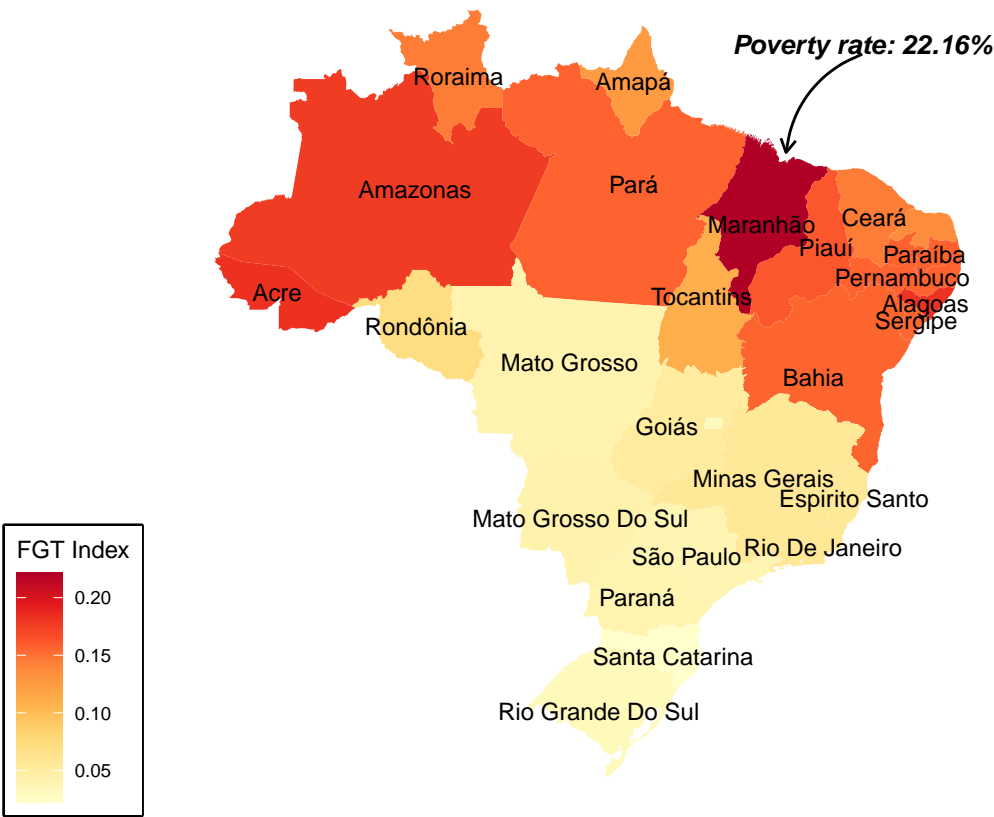 Poverty rate: 22.16%
Roraima
Amapá
Amazonas
Pará
Maranhão
Ceará
Piauí
Paraíba
Pernambuco
Acre
Tocantins
Alagoas
Sergipe
Rondônia
Mato Grosso
Bahia
Goiás
Minas Gerais
Espirito Santo
Mato Grosso Do Sul
São Paulo
Rio De Janeiro
Paraná
Santa Catarina
Rio Grande Do Sul
FGT Index
0.20
0.15
0.10
0.05